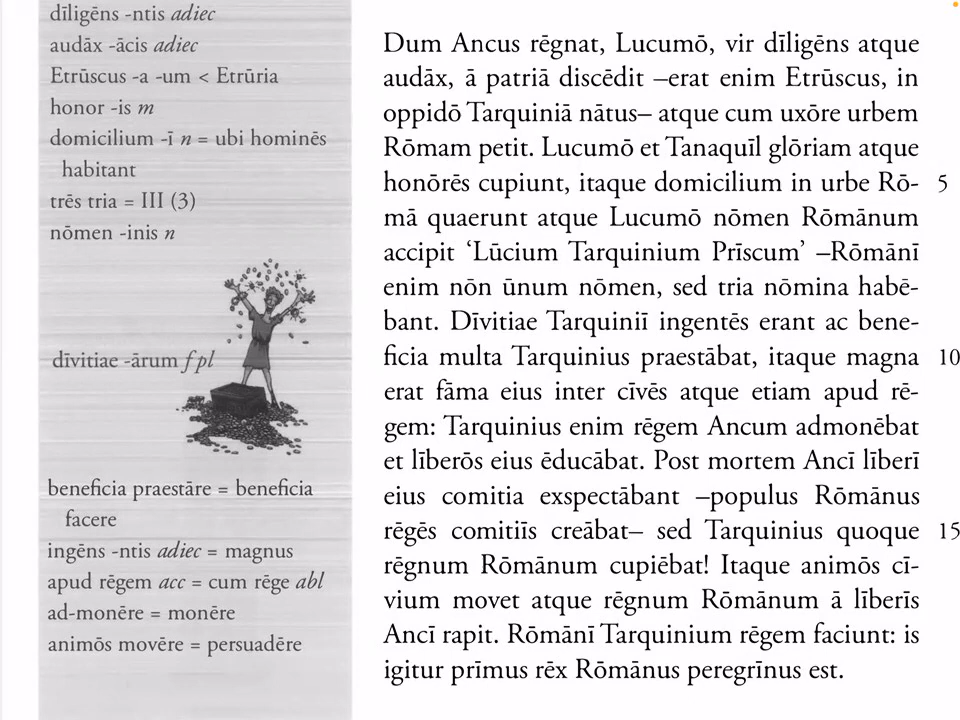 dīligēns -ntis adiec
audāx -ācis adiec
Etrūscus -a -um < Etrūria
honor -is m
domicilium -ī n = ubi hominēs
habitant
trēs tria = III (3)
nōmen -inis n
dīvitiae -ārum f pl
beneficia praestāre = beneficia
facere
ingēns -ntis adiec = magnus
apud rēgem acc = cum rēge abl
ad-monēre = monēre
animōs movēre = persuadēre
Dum Ancus rēgnat, Lucumō, vir dīligēns atque
audāx, ā patriā discēdit –erat enim Etrūscus, in
oppidō Tarquiniā nātus– atque cum uxōre urbem
Rōmam petit. Lucumō et Tanaquīl glōriam atque
honōrēs cupiunt, itaque domicilium in urbe Rō- 5
mā quaerunt atque Lucumō nōmen Rōmānum
accipit ‘Lūcium Tarquinium Prīscum’ –Rōmānī
enim nōn ūnum nōmen, sed tria nōmina habē-
bant. Dīvitiae Tarquiniī ingentēs erant ac bene-
ficia multa Tarquinius praestābat, itaque magna 10
erat fāma eius inter cīvēs atque etiam apud rē-
gem: Tarquinius enim rēgem Ancum admonēbat
et līberōs eius ēducābat. Post mortem Ancī līberī
eius comitia exspectābant –populus Rōmānus
rēgēs comitiīs creābat– sed Tarquinius quoque 15
rēgnum Rōmānum cupiēbat! Itaque animōs cī-
vium movet atque rēgnum Rōmānum ā līberīs
Ancī rapit. Rōmānī Tarquinium rēgem faciunt: is
igitur prīmus rēx Rōmānus peregrīnus est.